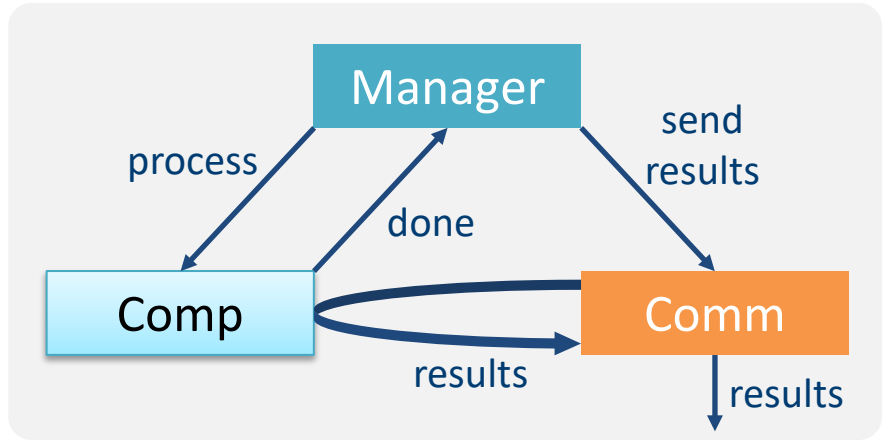 Manager
send
results
process
done
Comp
Comm
results
results